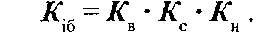 Kіб = Kв · Kс · Kн .